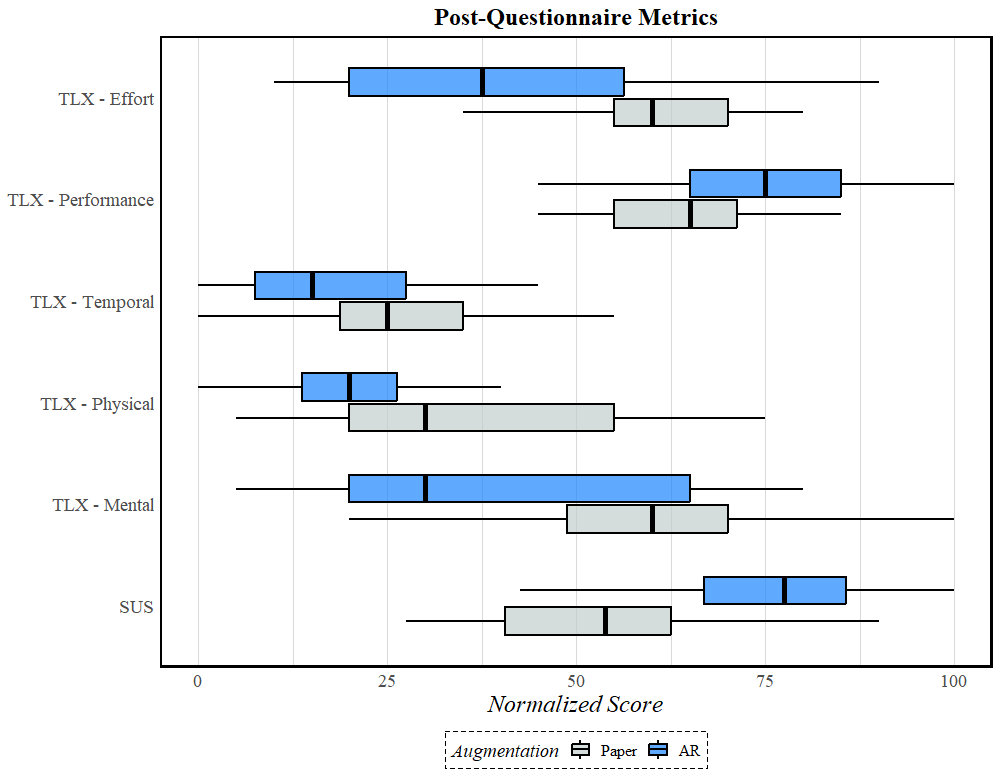 Post-Questionnaire Metrics
TLX - Effort
TLX - Performance
TLX - Temporal
TLX - Physical
TLX - Mental
SUS
0 25 50 75 100
Normalized Score
Augmentation Paper AR